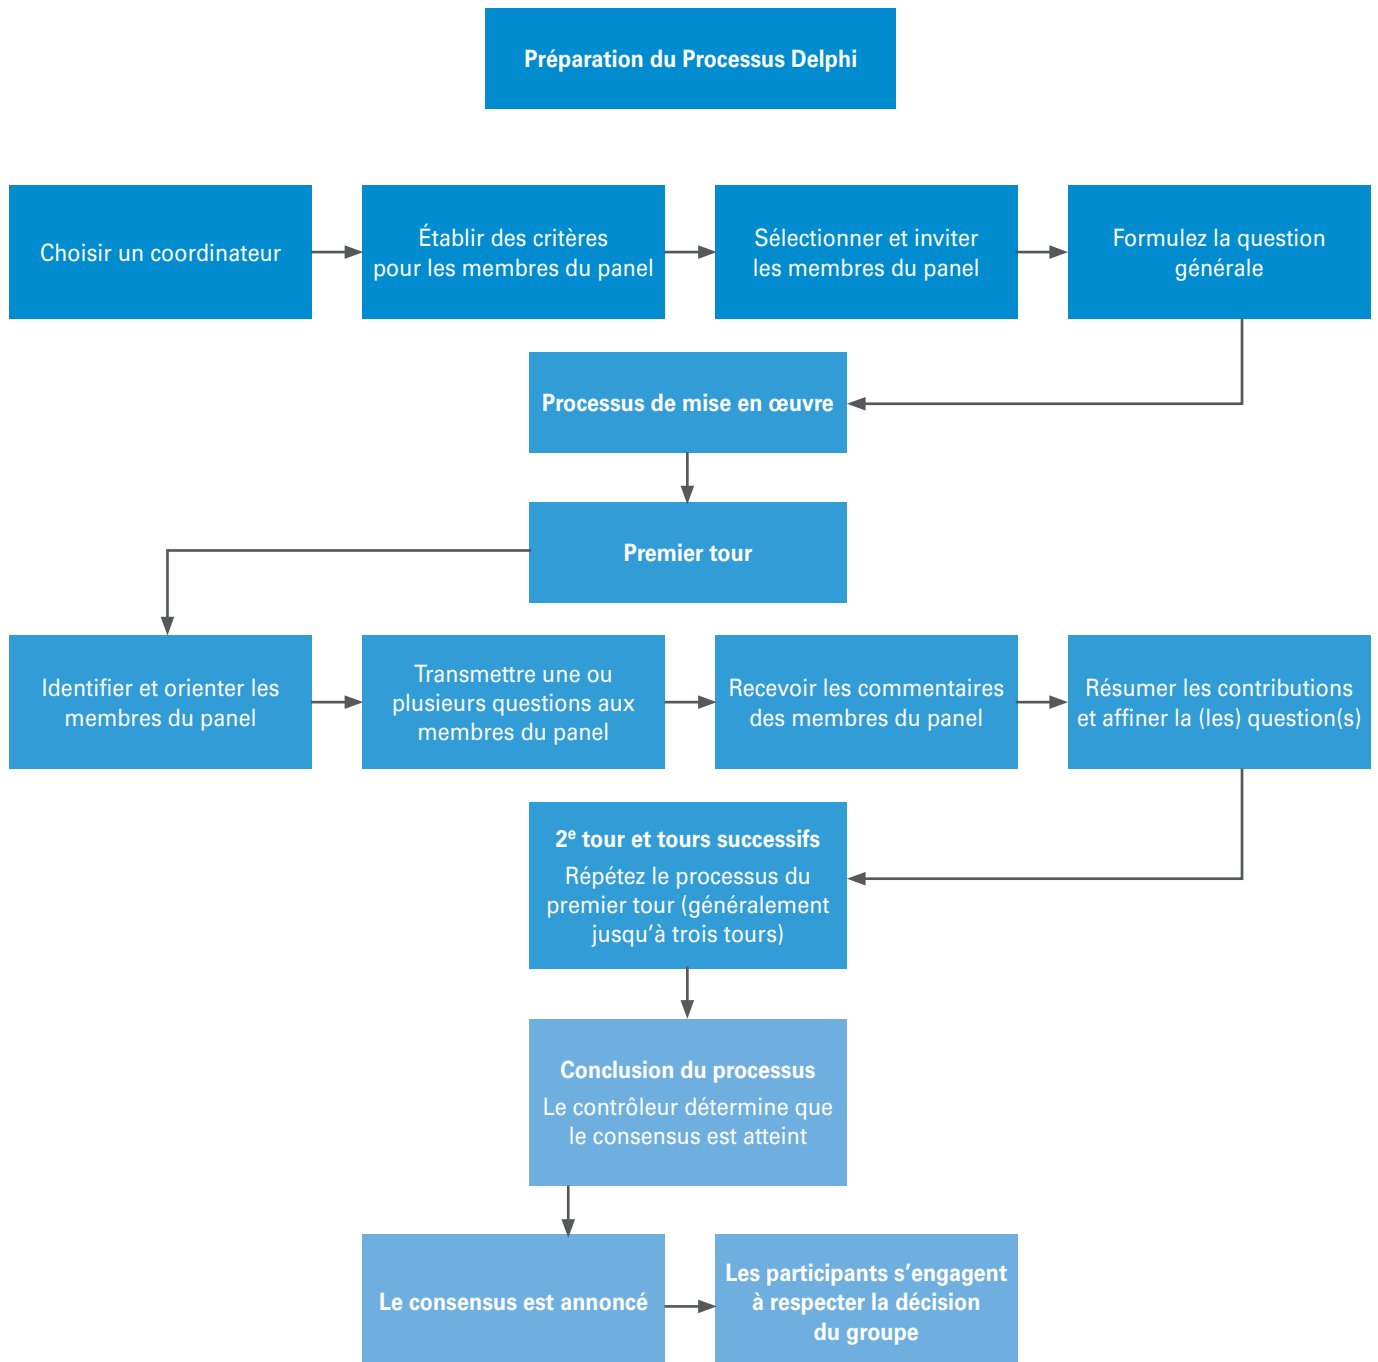 Préparation du Processus Delphi
Choisir un coordinateur
Établir des critères
pour les membres du panel
Sélectionner et inviter
les membres du panel
Formulez la question
générale
Processus de mise en œuvre
Premier tour
Identifier et orienter les
membres du panel
Transmettre une ou
plusieurs questions aux
membres du panel
Recevoir les commentaires
des membres du panel
Résumer les contributions
et affiner la (les) question(s)
2e tour et tours successifs
Répétez le processus du
premier tour (généralement
jusqu’à trois tours)
Conclusion du processus
Le contrôleur détermine que
le consensus est atteint
Le consensus est annoncé
Les participants s’engagent
à respecter la décision
du groupe